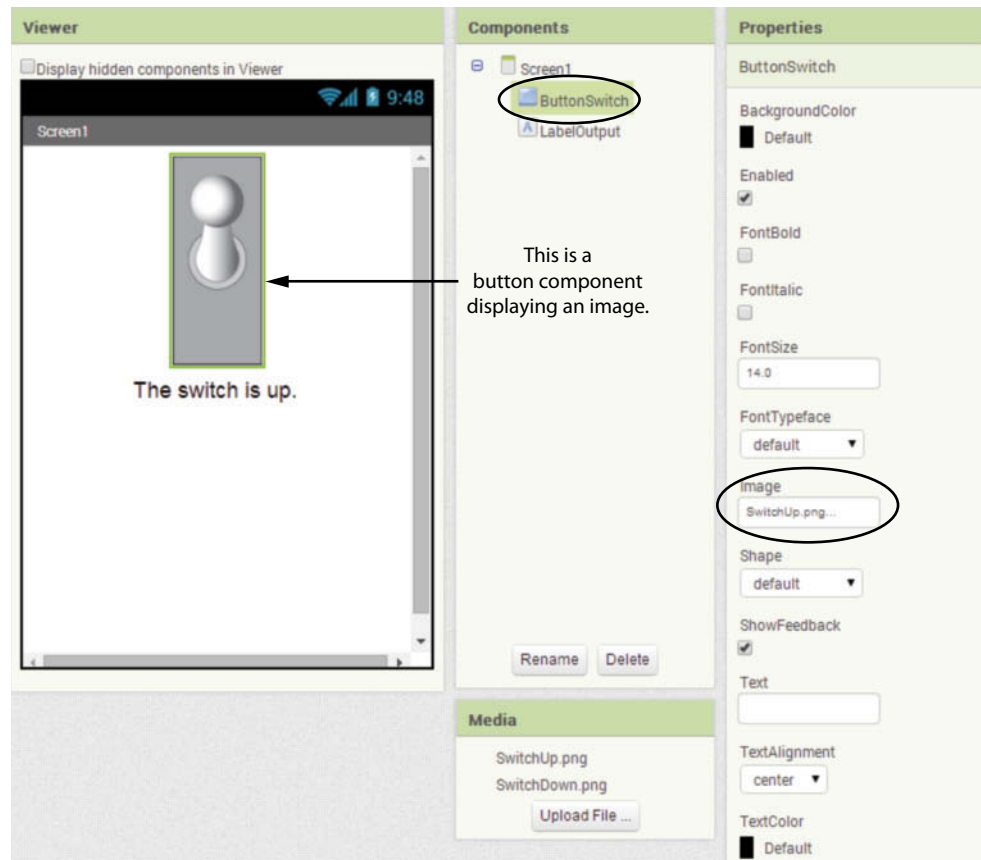 Viewer
Display hidden components in Viewer
9:48
Screen1
The switch is up.
Components
Screen1
ButtonSwitch
LabelOutput
This is a
button component
displaying an image.
Rename Delete
Media
SwitchUp.png
SwitchDown.png
Upload File ...
Properties
ButtonSwitch
BackgroundColor
Default
Enabled
FontBold
FontItalic
FontSize
14.0
FontTypeface
default
Image
SwitchUp.png...
Shape
default
ShowFeedback
Text
TextAlignment
center
TextColor
Default